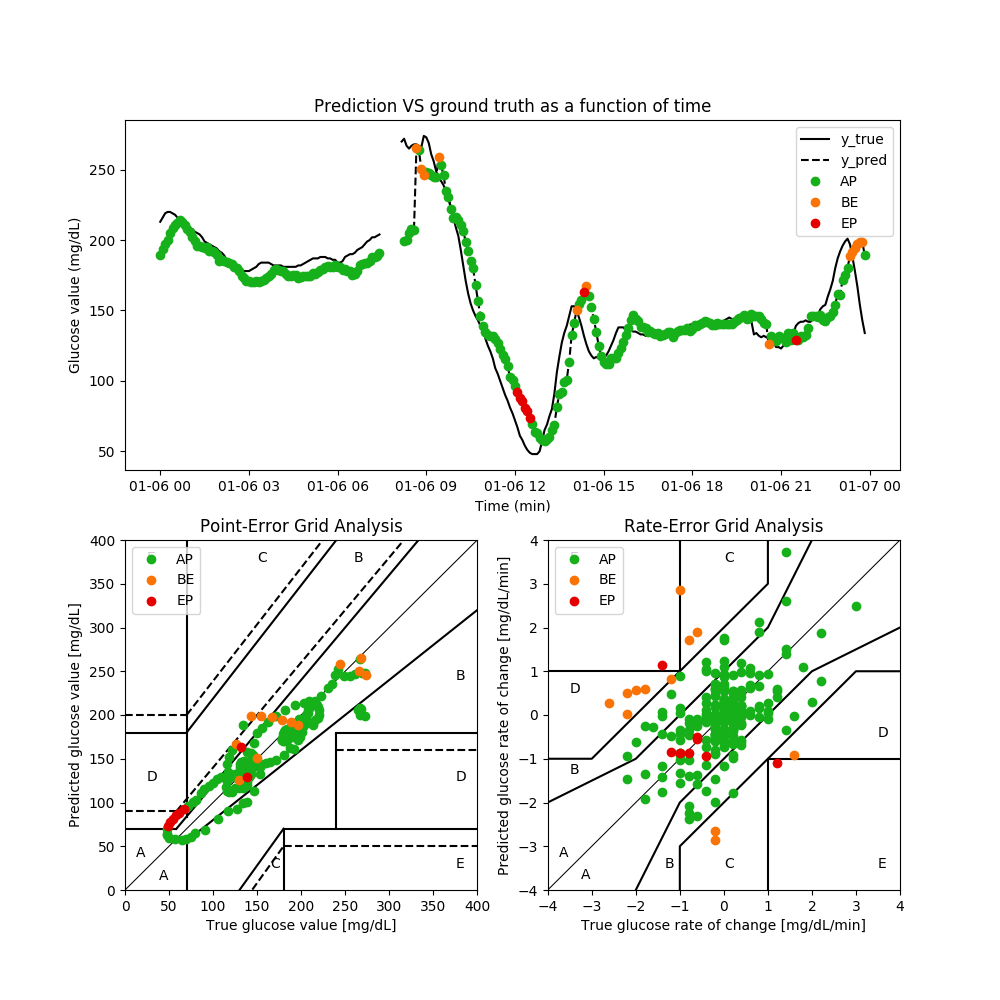 Prediction VS ground truth as a function of time
Glucose value (mg/dL)
250
200
150
100
50
y_true
y_pred
AP
BE
EP
01-06 00 01-06 03 01-06 06 01-06 09 01-06 12 01-06 15 01-06 18 01-06 21 01-07 00
Time (min)
Point-Error Grid Analysis
Predicted glucose value [mg/dL]
400
350
300
250
200
150
100
50
0
AP
BE
EP
C
B
B
D
D
A
A
C
E
0 50 100 150 200 250 300 350 400
True glucose value [mg/dL]
Rate-Error Grid Analysis
Predicted glucose rate of change [mg/dL/min]
4
3
2
1
0
−1
−2
−3
−4
AP
BE
EP
C
D
D
B
A
A
B
C
E
−4 −3 −2 −1 0 1 2 3 4
True glucose rate of change [mg/dL/min]